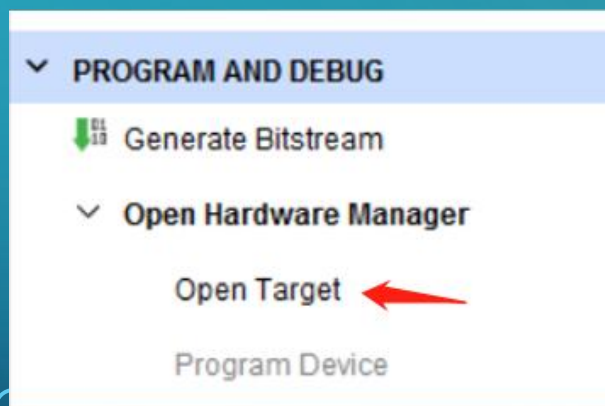 PROGRAM AND DEBUG
Generate Bitstream
Open Hardware Manager
Open Target
Program Device